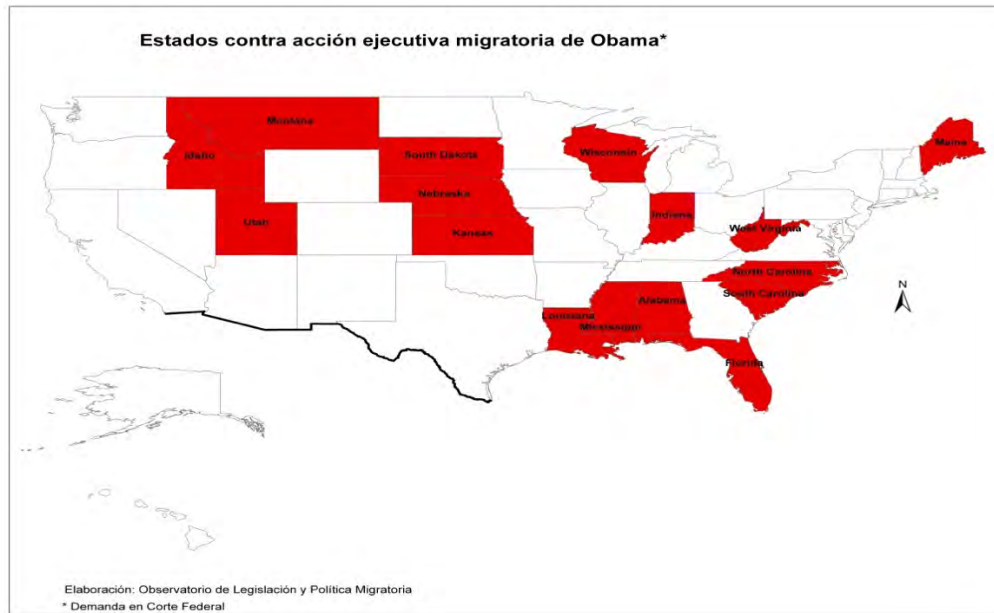 Estados contra acción ejecutiva migratoria de Obama*
Montana
Idaho
South Dakota
Wisconsin
Maine
Nebraska
Utah
Kansas
Indiana
West Virginia
North Carolina
South Carolina
Alabama
Louisiana
Mississippi
Florida
N
Elaboración: Observatorio de Legislación y Política Migratoria
* Demanda en Corte Federal